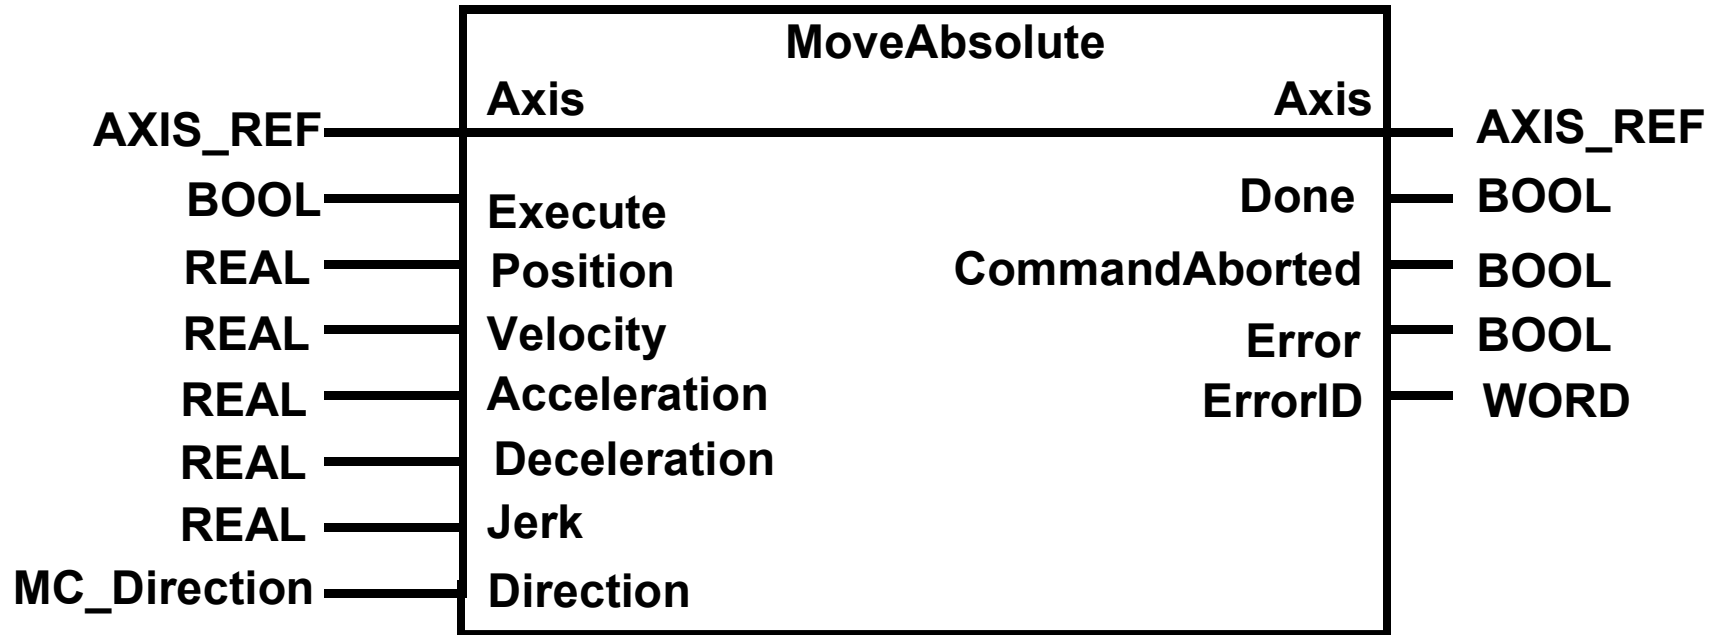 MoveAbsolute
Axis Axis
AXIS_REF AXIS_REF
BOOL Execute Done BOOL
REAL Position CommandAborted BOOL
REAL Velocity Error BOOL
REAL Acceleration ErrorID WORD
REAL Deceleration
REAL Jerk
MC_Direction Direction